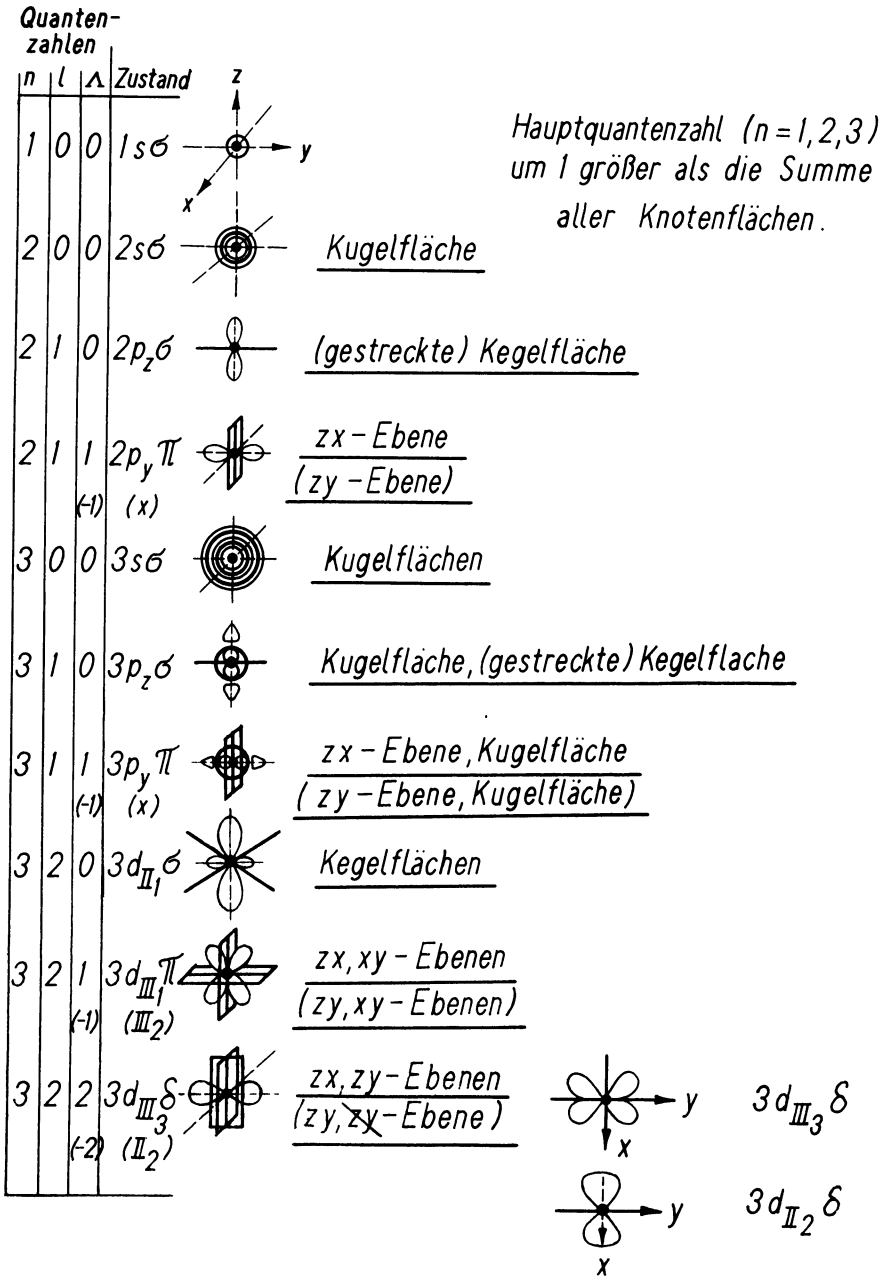 Quanten-
zahlen
n l Λ Zustand
z
y
x
Hauptquantenzahl (n = 1, 2, 3)
um 1 größer als die Summe
aller Knotenflächen.
1 0 0 1sσ
2 0 0 2sσ Kugelfläche
2 1 0 2p_zσ (gestreckte) Kegelfläche
2 1 1 2p_yπ zx-Ebene
(-1) (x) (zy-Ebene)
3 0 0 3sσ Kugelflächen
3 1 0 3p_zσ Kugelfläche, (gestreckte) Kegelflache
3 1 1 3p_yπ zx-Ebene, Kugelfläche
(-1) (x) (zy-Ebene, Kugelfläche)
3 2 0 3d_II₁σ Kegelflächen
3 2 1 3d_III₁π zx, xy-Ebenen
(-1) (III₂) (zy, xy-Ebenen)
3 2 2 3d_III₃δ zx, zy-Ebenen
(-2) (II₂) (zy, zy-Ebene)
y
x
3d_III₃δ
y
x
3d_II₂δ